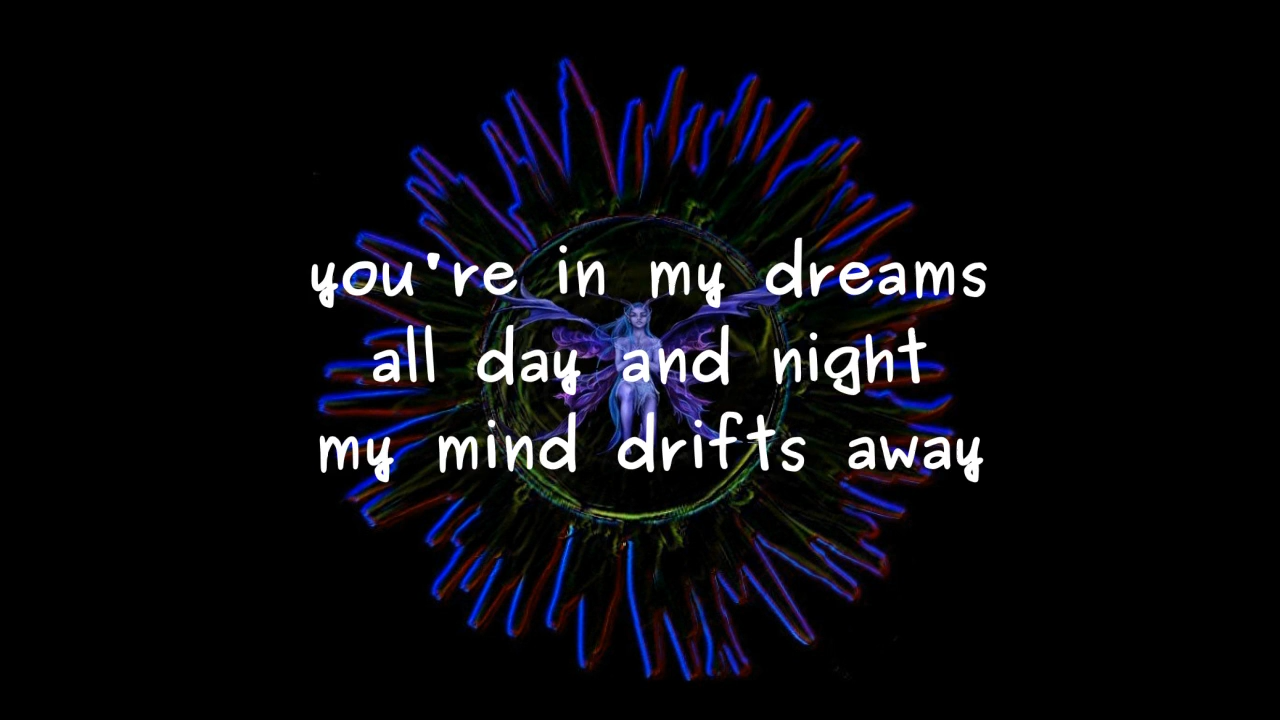 you're in my dreams
all day and night
my mind drifts away